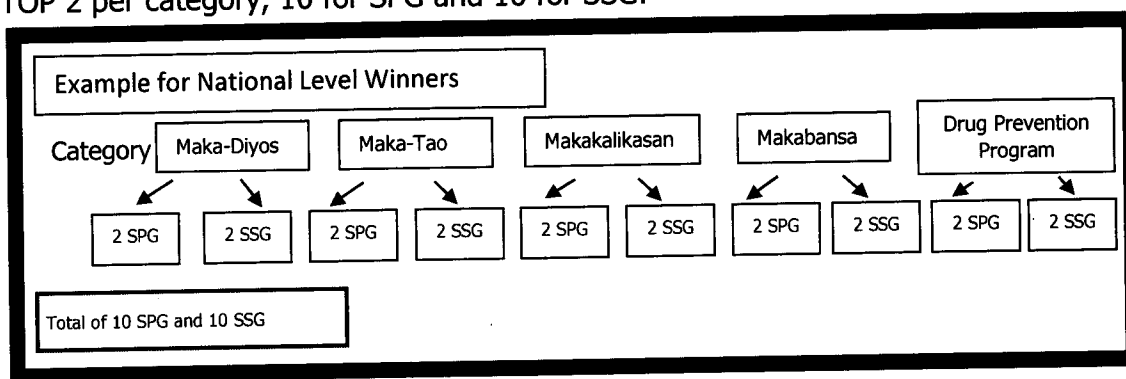 TOP 2 per category, 10 for SPG and 10 for SSG.
Example for National Level Winners
Category Maka-Diyos Maka-Tao Makakalikasan Makabansa Drug Prevention Program
2 SPG 2 SSG 2 SPG 2 SSG 2 SPG 2 SSG 2 SPG 2 SSG 2 SPG 2 SSG
Total of 10 SPG and 10 SSG